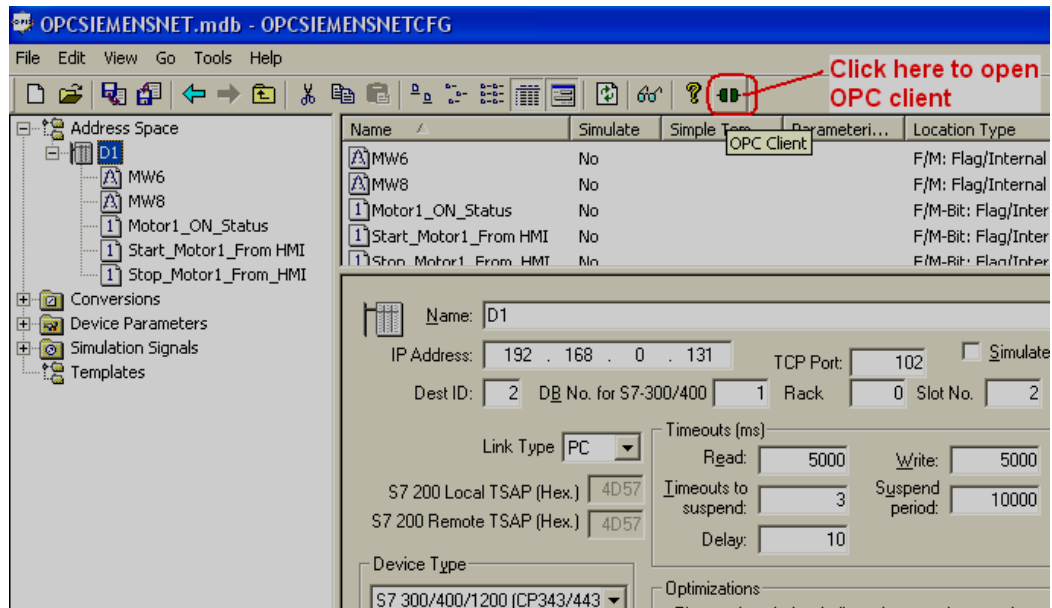 OPCSIEMENSNET.mdb - OPCSIEMENSNETCFG
File Edit View Go Tools Help
Click here to open
OPC client
OPC Client
Address Space
D1
MW6
MW8
Motor1_ON_Status
Start_Motor1_From HMI
Stop_Motor1_From_HMI
Conversions
Device Parameters
Simulation Signals
Templates
Name Simulate Simple Parameteri... Location Type
MW6 No F/M: Flag/Internal
MW8 No F/M: Flag/Internal
Motor1_ON_Status No F/M-Bit: Flag/Inter
Start_Motor1_From HMI No F/M-Bit: Flag/Inter
Stop_Motor1_From_HMI No F/M-Bit: Flag/Inter
Name: D1
IP Address: 192 . 168 . 0 . 131 TCP Port: 102 Simulate
Dest ID: 2 DB No. for S7-300/400 1 Rack 0 Slot No. 2
Link Type PC
S7 200 Local TSAP (Hex.) 4D57
S7 200 Remote TSAP (Hex.) 4D57
Timeouts (ms)
Read: 5000 Write: 5000
Timeouts to suspend: 3 Suspend period: 10000
Delay: 10
Device Type
S7 300/400/1200 (CP343/443
Optimizations